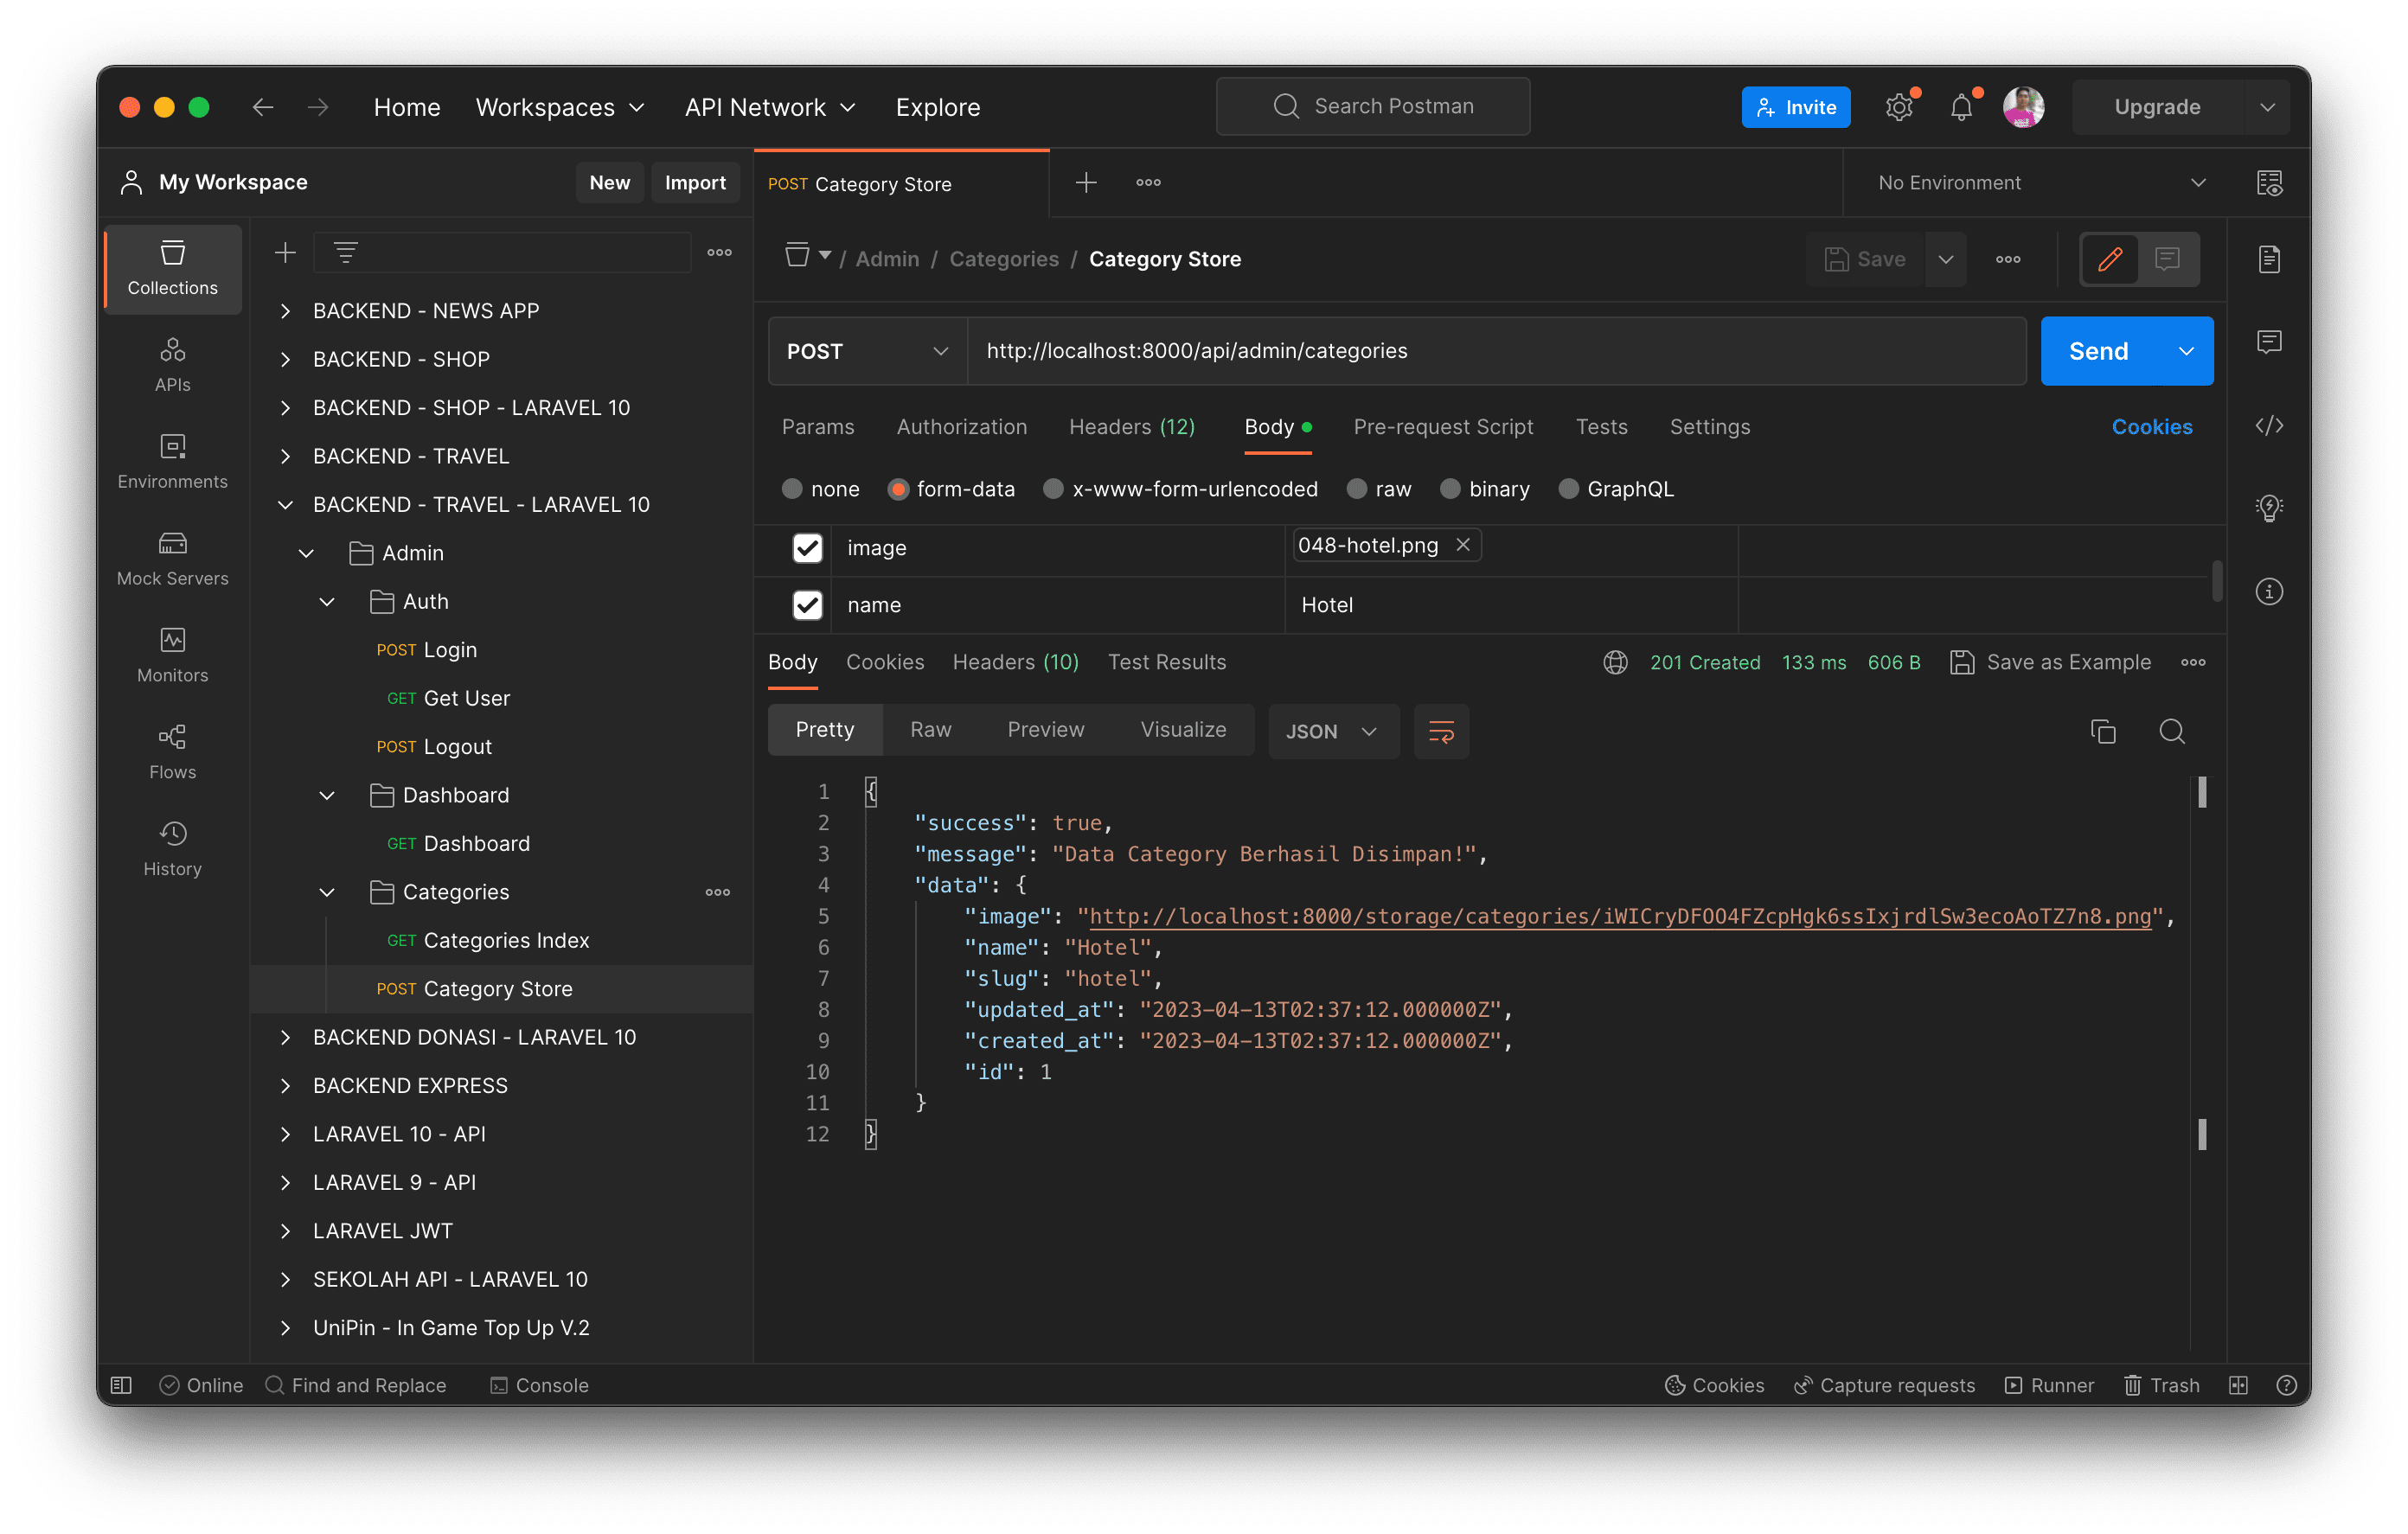 Home Workspaces API Network Explore Search Postman Invite Upgrade
My Workspace New Import
POST Category Store No Environment
Collections
APIs
Environments
Mock Servers
Monitors
Flows
History
BACKEND - NEWS APP
BACKEND - SHOP
BACKEND - SHOP - LARAVEL 10
BACKEND - TRAVEL
BACKEND - TRAVEL - LARAVEL 10
Admin
Auth
POST Login
GET Get User
POST Logout
Dashboard
GET Dashboard
Categories
GET Categories Index
POST Category Store
BACKEND DONASI - LARAVEL 10
BACKEND EXPRESS
LARAVEL 10 - API
LARAVEL 9 - API
LARAVEL JWT
SEKOLAH API - LARAVEL 10
UniPin - In Game Top Up V.2
/ Admin / Categories / Category Store Save
POST http://localhost:8000/api/admin/categories Send
Params Authorization Headers (12) Body Pre-request Script Tests Settings Cookies
none form-data x-www-form-urlencoded raw binary GraphQL
image 048-hotel.png
name Hotel
Body Cookies Headers (10) Test Results 201 Created 133 ms 606 B Save as Example
Pretty Raw Preview Visualize JSON
1 {
2 "success": true,
3 "message": "Data Category Berhasil Disimpan!",
4 "data": {
5 "image": "http://localhost:8000/storage/categories/iWICryDFOO4FZcpHgk6ssIxjrdlSw3ecoAoTZ7n8.png",
6 "name": "Hotel",
7 "slug": "hotel",
8 "updated_at": "2023-04-13T02:37:12.000000Z",
9 "created_at": "2023-04-13T02:37:12.000000Z",
10 "id": 1
11 }
12 }
Online Find and Replace Console Cookies Capture requests Runner Trash